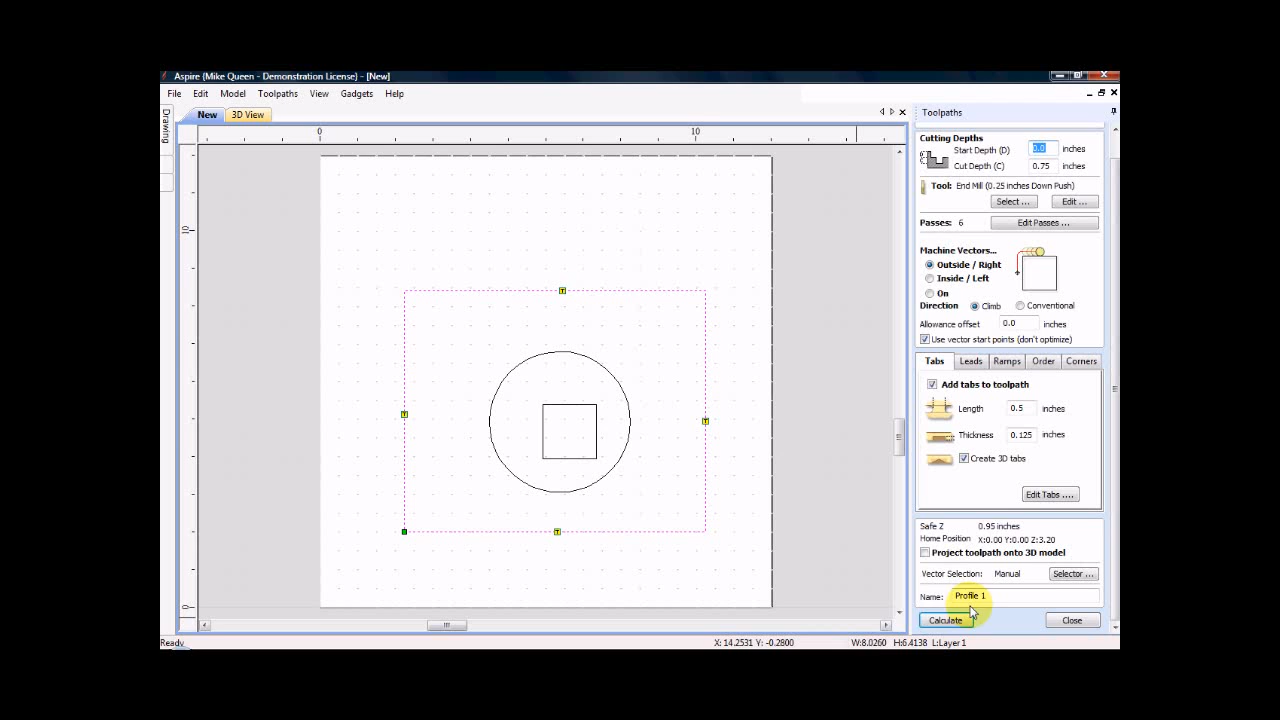 Aspire {Mike Queen - Demonstration License} - [New]
File Edit Model Toolpaths View Gadgets Help
Drawing
New 3D View
0 10
10
0
Toolpaths
Cutting Depths
Start Depth (D) 0.0 inches
Cut Depth (C) 0.75 inches
Tool: End Mill (0.25 inches Down Push)
Select ... Edit ...
Passes: 6 Edit Passes ...
Machine Vectors...
Outside / Right
Inside / Left
On
Direction Climb Conventional
Allowance offset 0.0 inches
Use vector start points (don't optimize)
Tabs Leads Ramps Order Corners
Add tabs to toolpath
Length 0.5 inches
Thickness 0.125 inches
Create 3D tabs
Edit Tabs ....
T
T
T
T
Safe Z 0.95 inches
Home Position X:0.00 Y:0.00 Z:3.20
Project toolpath onto 3D model
Vector Selection: Manual Selector ...
Name: Profile 1
Calculate Close
Ready X: 14.2531 Y: -0.2800 W:8.0260 H:6.4138 L:Layer 1